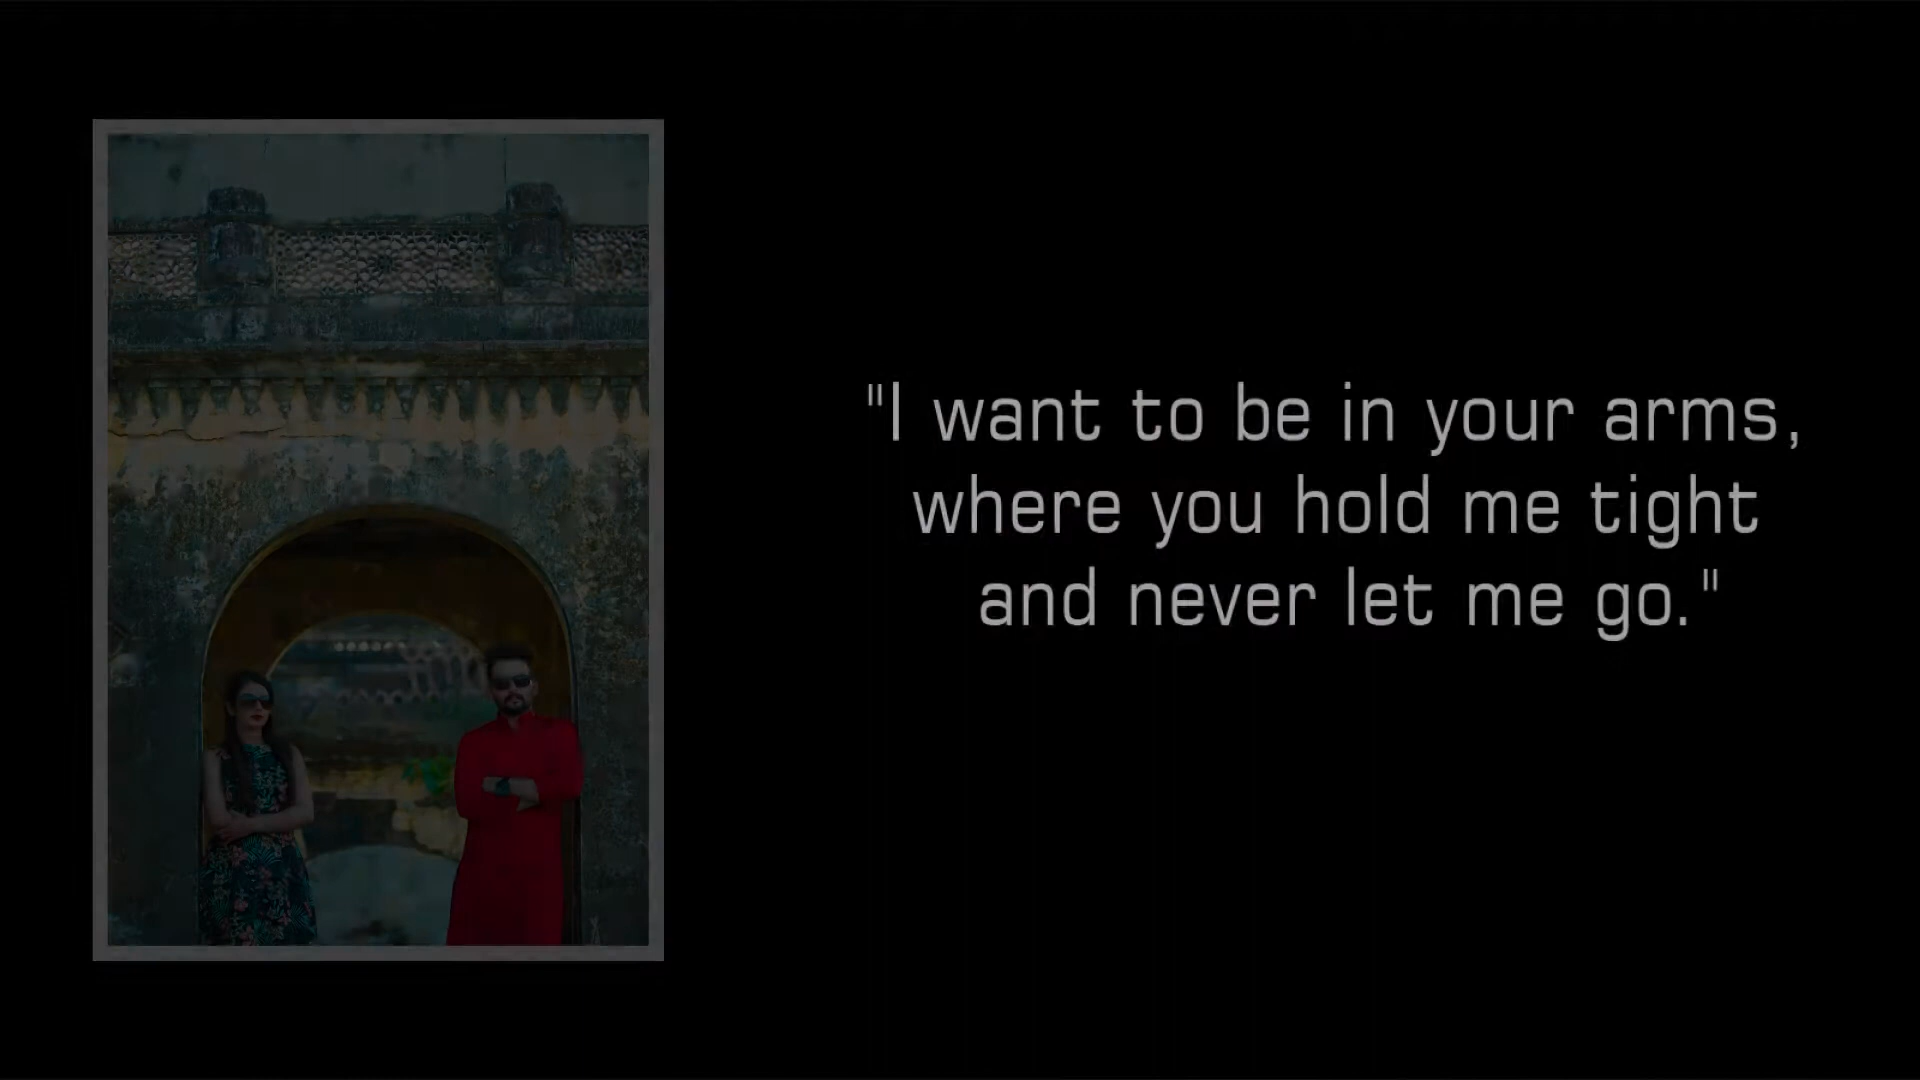 "I want to be in your arms,
where you hold me tight
and never let me go."